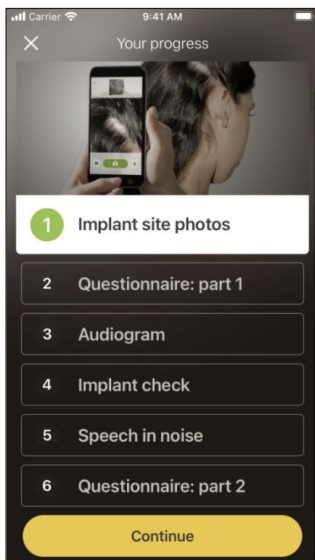 Carrier 9:41 AM
Your progress
1 Implant site photos
2 Questionnaire: part 1
3 Audiogram
4 Implant check
5 Speech in noise
6 Questionnaire: part 2
Continue